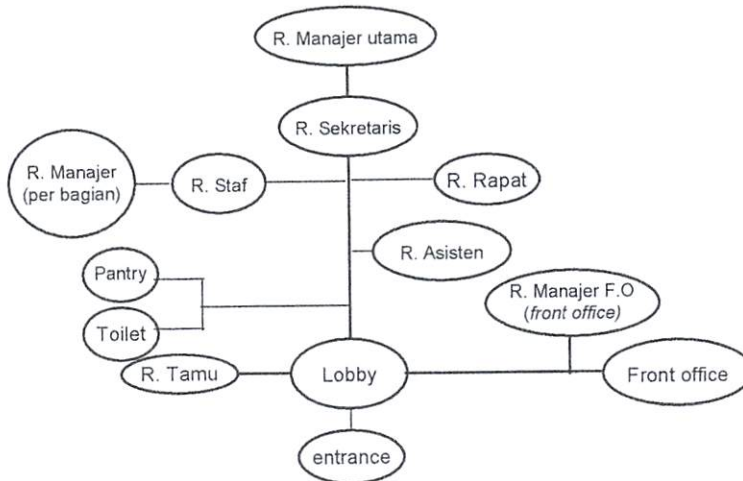 R. Manajer utama
R. Sekretaris
R. Manajer
(per bagian)
R. Staf
R. Rapat
R. Asisten
Pantry
R. Manajer F.O
(front office)
Toilet
R. Tamu
Lobby
Front office
entrance